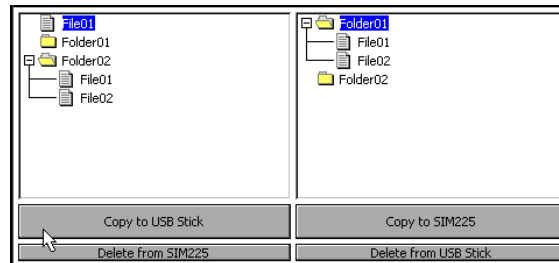 File01
Folder01
Folder02
File01
File02
Folder01
File01
File02
Folder02
Copy to USB Stick
Copy to SIM225
Delete from SIM225
Delete from USB Stick